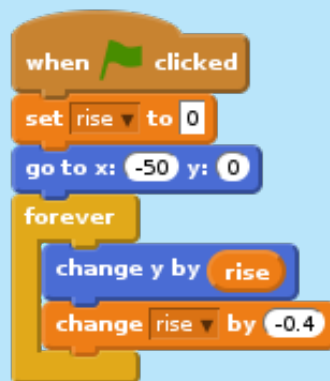 when clicked
set rise to 0
go to x: -50 y: 0
forever
change y by rise
change rise by -0.4